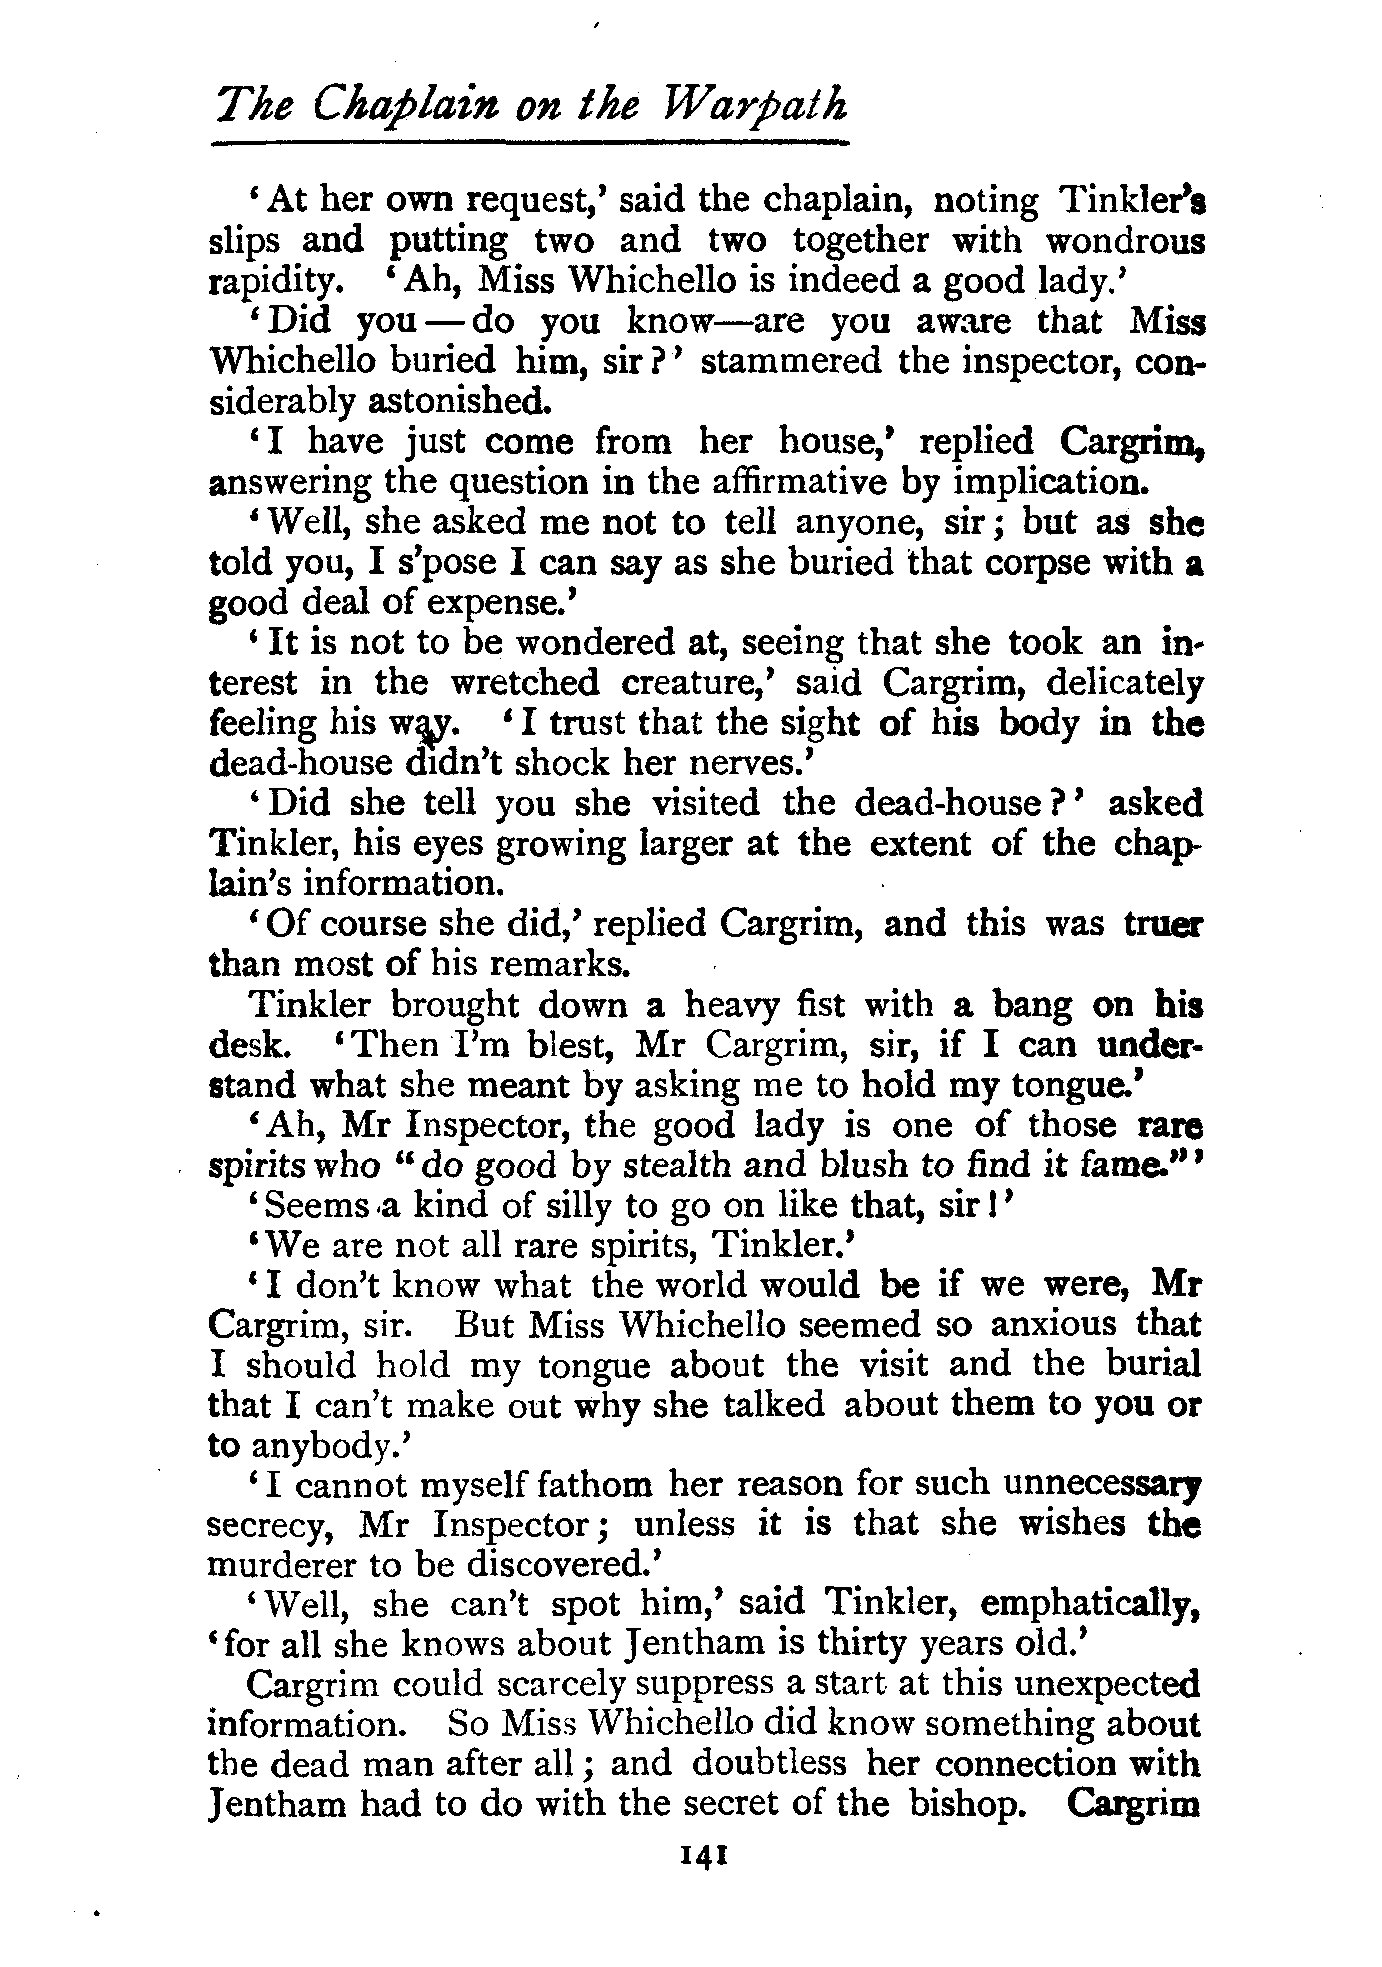 The Chaplain on the Warpath
‘At her own request,’ said the chaplain, noting Tinkler’s
slips and putting two and two together with wondrous
rapidity. ‘Ah, Miss Whichello is indeed a good lady.’
‘Did you — do you know—are you aware that Miss
Whichello buried him, sir?’ stammered the inspector, con-
siderably astonished.
‘I have just come from her house,’ replied Cargrim,
answering the question in the affirmative by implication.
‘Well, she asked me not to tell anyone, sir; but as she
told you, I s’pose I can say as she buried that corpse with a
good deal of expense.’
‘It is not to be wondered at, seeing that she took an in-
terest in the wretched creature,’ said Cargrim, delicately
feeling his way. ‘I trust that the sight of his body in the
dead-house didn’t shock her nerves.’
‘Did she tell you she visited the dead-house?’ asked
Tinkler, his eyes growing larger at the extent of the chap-
lain’s information.
‘Of course she did,’ replied Cargrim, and this was truer
than most of his remarks.
Tinkler brought down a heavy fist with a bang on his
desk. ‘Then I’m blest, Mr Cargrim, sir, if I can under-
stand what she meant by asking me to hold my tongue.’
‘Ah, Mr Inspector, the good lady is one of those rare
spirits who “do good by stealth and blush to find it fame.”’
‘Seems a kind of silly to go on like that, sir!’
‘We are not all rare spirits, Tinkler.’
‘I don’t know what the world would be if we were, Mr
Cargrim, sir. But Miss Whichello seemed so anxious that
I should hold my tongue about the visit and the burial
that I can’t make out why she talked about them to you or
to anybody.’
‘I cannot myself fathom her reason for such unnecessary
secrecy, Mr Inspector; unless it is that she wishes the
murderer to be discovered.’
‘Well, she can’t spot him,’ said Tinkler, emphatically,
‘for all she knows about Jentham is thirty years old.’
Cargrim could scarcely suppress a start at this unexpected
information. So Miss Whichello did know something about
the dead man after all; and doubtless her connection with
Jentham had to do with the secret of the bishop. Cargrim
141